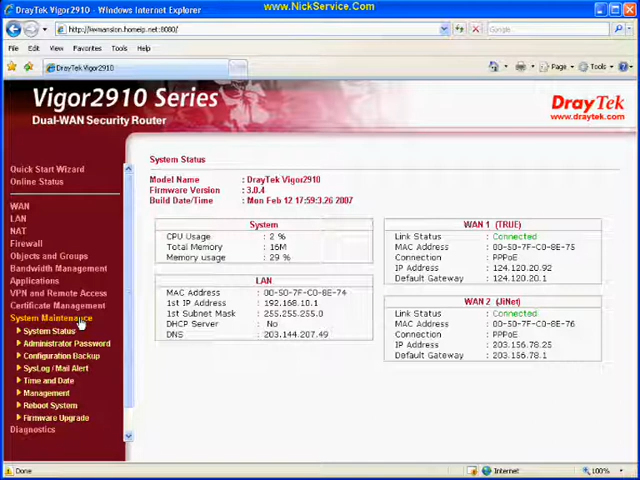 DrayTek Vigor2910 - Windows Internet Explorer
www.NickService.Com
http://kvmansion.homeip.net:8080/
Google
File Edit View Favorites Tools Help
DrayTek Vigor2910
Page Tools
Vigor2910 Series
Dual-WAN Security Router
DrayTek
www.draytek.com
Quick Start Wizard
Online Status
WAN
LAN
NAT
Firewall
Objects and Groups
Bandwidth Management
Applications
VPN and Remote Access
Certificate Management
System Maintenance
System Status
Administrator Password
Configuration Backup
SysLog / Mail Alert
Time and Date
Management
Reboot System
Firmware Upgrade
Diagnostics
System Status
Model Name : DrayTek Vigor2910
Firmware Version : 3.0.4
Build Date/Time : Mon Feb 12 17:59:3.26 2007
System
CPU Usage : 2 %
Total Memory : 16M
Memory usage : 29 %
LAN
MAC Address : 00-50-7F-C0-8E-74
1st IP Address : 192.168.10.1
1st Subnet Mask : 255.255.255.0
DHCP Server : No
DNS : 203.144.207.49
WAN 1 (TRUE)
Link Status : Connected
MAC Address : 00-50-7F-C0-8E-75
Connection : PPPoE
IP Address : 124.120.20.92
Default Gateway : 124.120.20.1
WAN 2 (JiNet)
Link Status : Connected
MAC Address : 00-50-7F-C0-8E-76
Connection : PPPoE
IP Address : 203.156.78.25
Default Gateway : 203.156.78.1
Done
Internet
100%